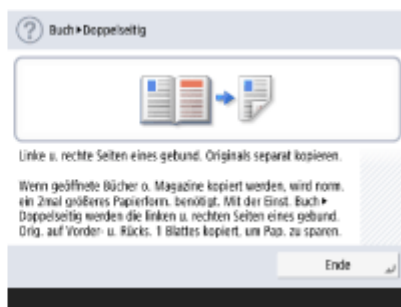 Buch▸Doppelseitig
Linke u. rechte Seiten eines gebund. Originals separat kopieren.
Wenn geöffnete Bücher o. Magazine kopiert werden, wird norm.
ein 2mal größeres Papierform. benötigt. Mit der Einst. Buch▸
Doppelseitig werden die linken u. rechten Seiten eines gebund.
Orig. auf Vorder- u. Rücks. 1 Blattes kopiert, um Pap. zu sparen.
Ende